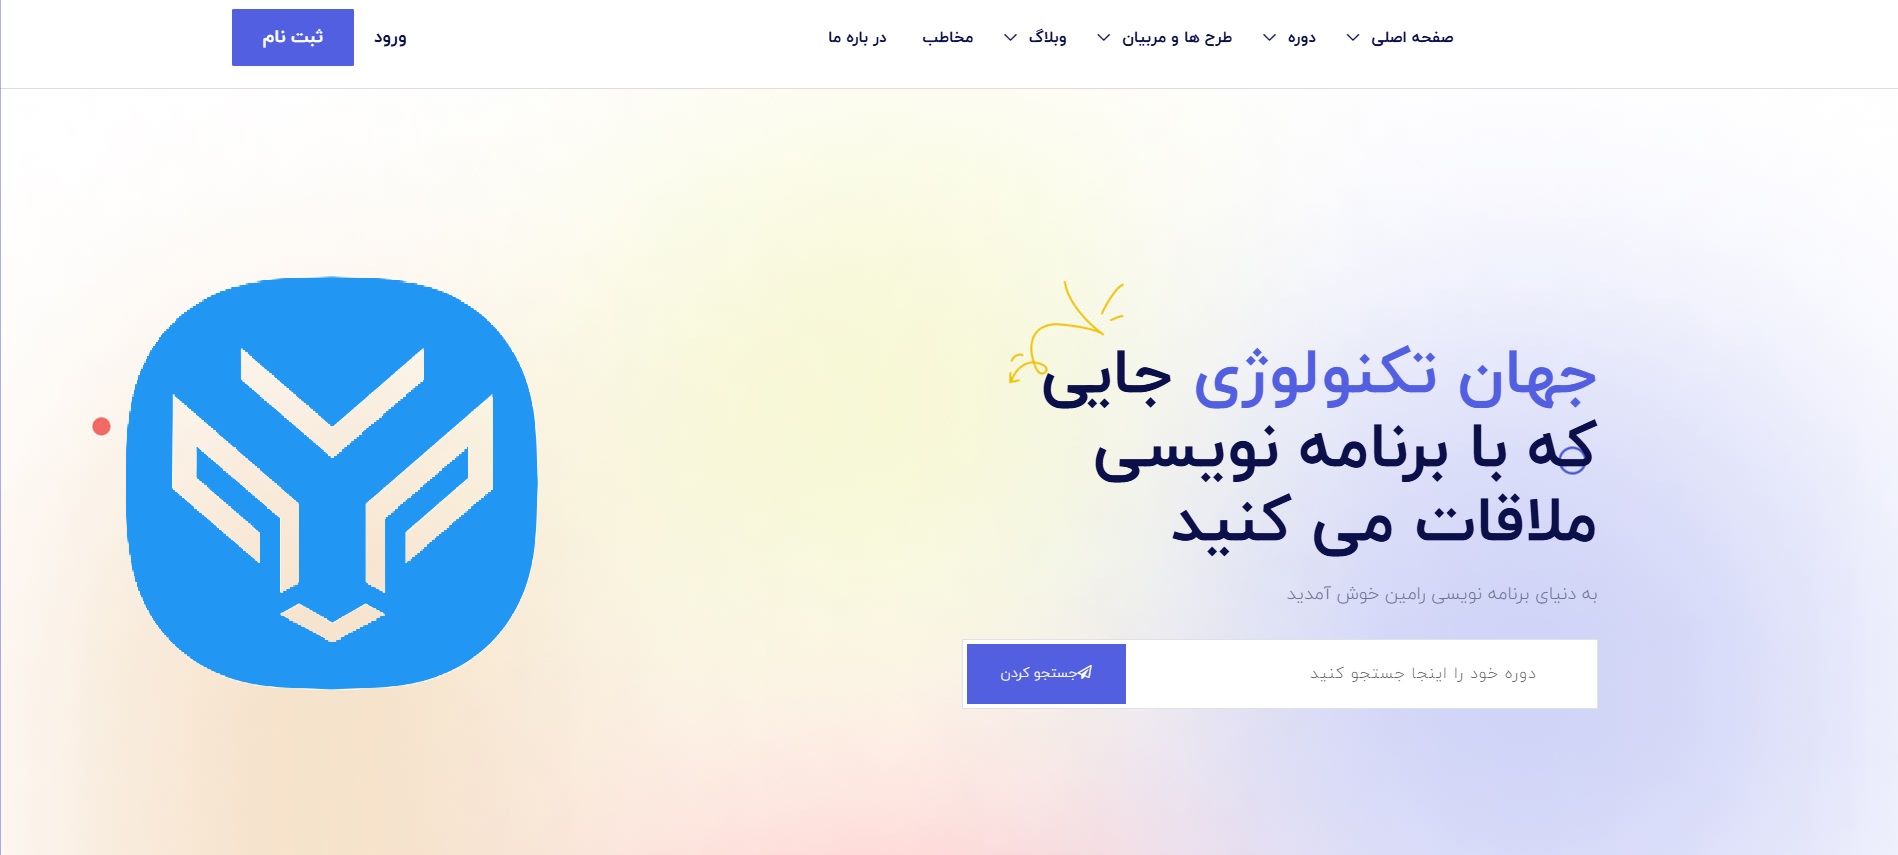 صفحه اصلی
دوره
طرح ها و مربیان
وبلاگ
مخاطب
در باره ما
ورود
ثبت نام
جهان تکنولوژی جایی
که با برنامه نویسی
ملاقات می کنید
به دنیای برنامه نویسی رامین خوش آمدید
دوره خود را اینجا جستجو کنید
جستجو کردن